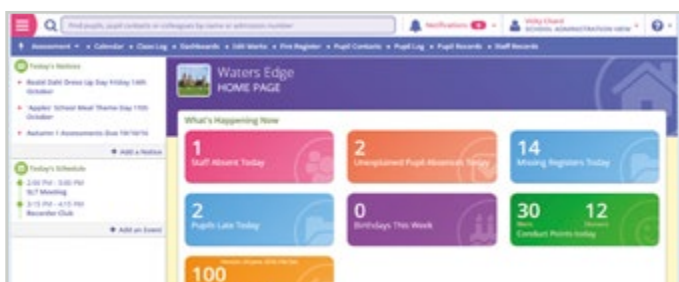 Find pupils, pupil contacts or colleagues by name or admission number
Notifications
Vicky Chard
SCHOOL ADMINISTRATION VIEW
Assessment • Calendar • Class Log • Dashboards • Edit Marks • Fire Register • Pupil Contacts • Pupil Log • Pupil Records • Staff Records
Today's Notices
Roald Dahl Dress Up Day Friday 14th
October
'Apples' School Meal Theme Day 11th
October
Autumn 1 Assessments Due
+ Add a Notice
Today's Schedule
2:00 PM - 3:00 PM
SLT Meeting
3:15 PM - 4:15 PM
Recorder Club
+ Add an Event
Waters Edge
HOME PAGE
What's Happening Now
1
Staff Absent Today
2
Unexplained Pupil Absences Today
14
Missing Registers Today
2
Pupils Late Today
0
Birthdays This Week
30 12
Conduct Points today
100